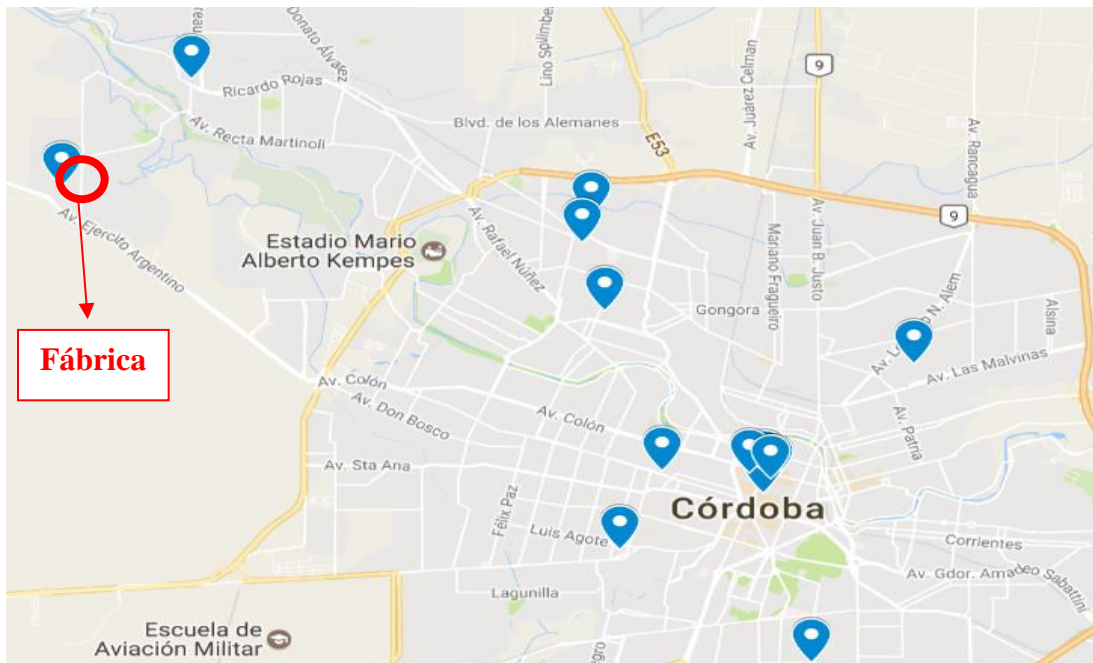 Donato Álvarez
Lino Spilimbe
Av. Juárez Celman
9
Ricardo Rojas
Blvd. de los Alemanes
E53
Av. Rancagua
Av. Recta Martinoli
Av. Ejercito Argentino
Av. Rafael Núñez
Estadio Mario
Alberto Kempes
Mariano Fragueiro
Av. Juan B. Justo
9
Gongora
N. Alem
Alsina
Fábrica
Av. Las Malvinas
Av. Colón
Av. Don Bosco
Av. Colón
Av. Patria
Av. Sta Ana
Félix Paz
Córdoba
Luis Agote
Corrientes
Av. Gdor. Amadeo Sabattini
Lagunilla
Escuela de
Aviación Militar
egro